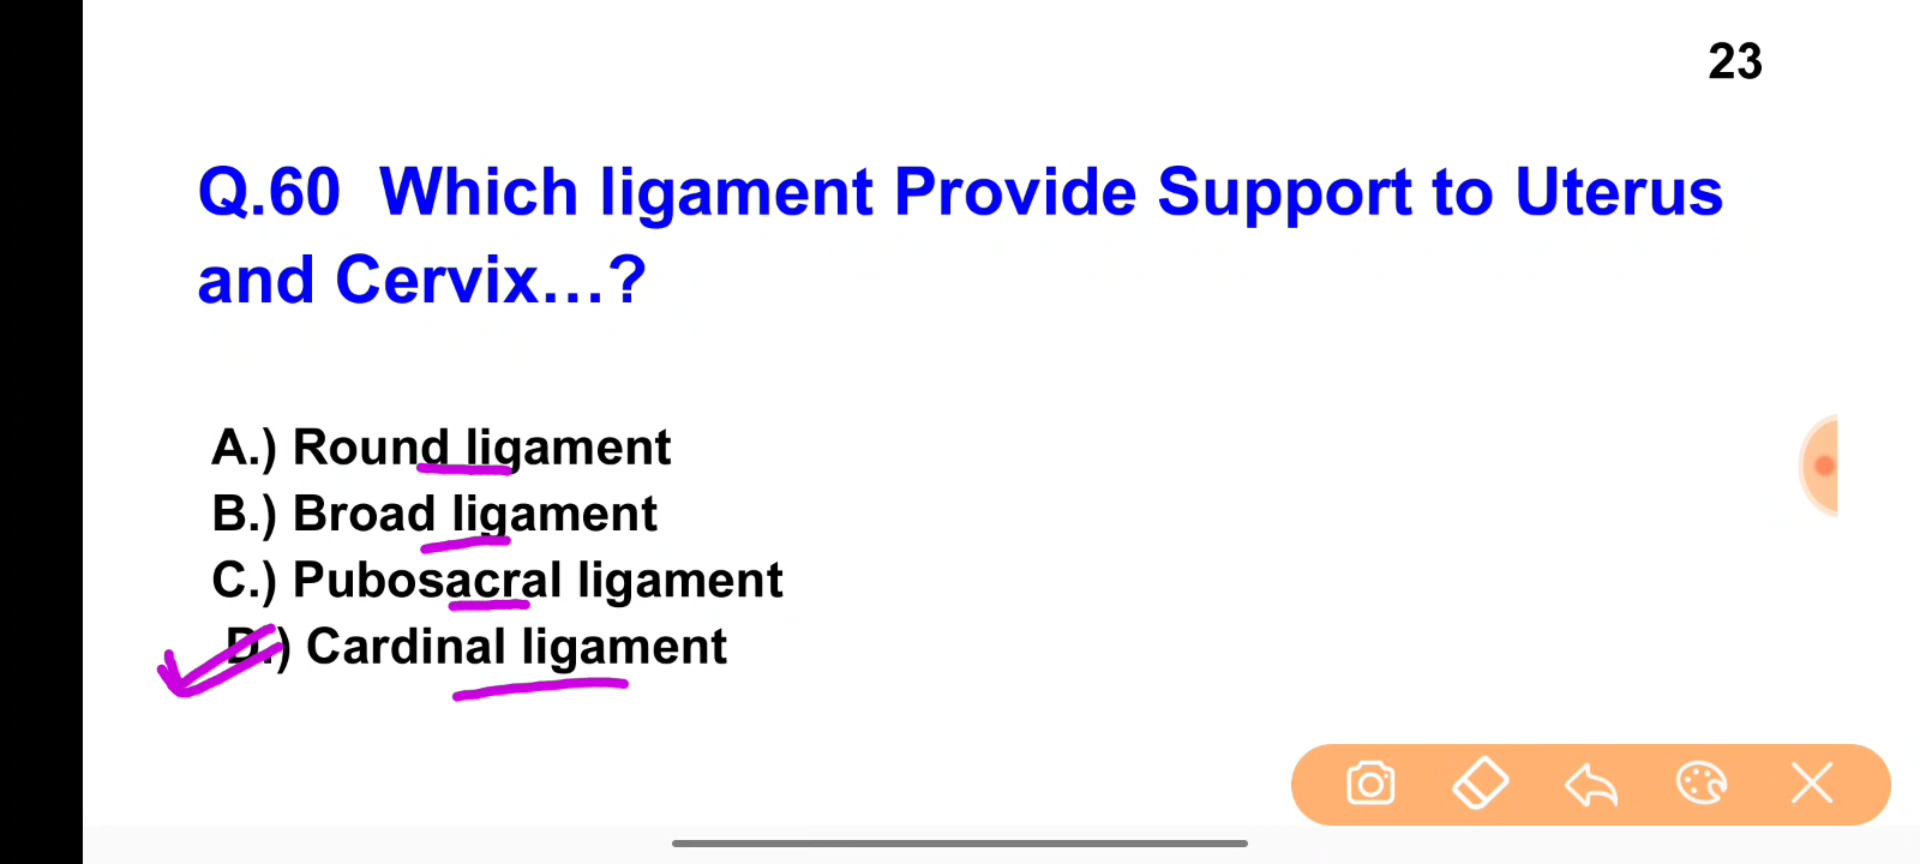 23
Q.60 Which ligament Provide Support to Uterus
and Cervix...?
A.) Round ligament
B.) Broad ligament
C.) Pubosacral ligament
D.) Cardinal ligament